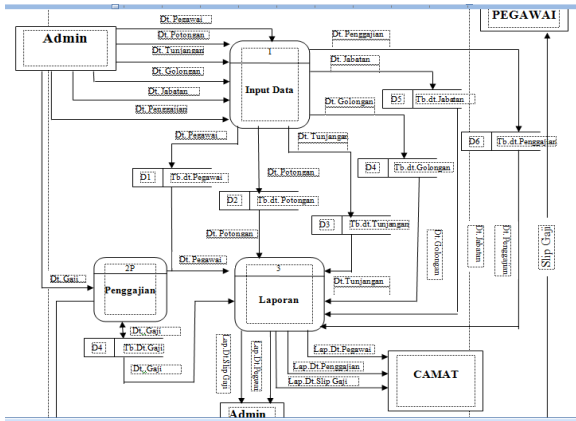 Dt. Pegawai
PEGAWAI
Admin
Dt. Potongan
Dt. Tunjangan
Dt. Golongan
Dt. Jabatan
Dt. Penggajian
1
Input Data
Dt. Penggajian
Dt. Jabatan
Dt. Golongan
D5 Tb.dt.Jabatan
Dt. Pegawai
Dt. Tunjangan
D6 Tb.dt.Penggajian
D1 Tb.dt.Pegawai
Dt. Potongan
D4 Tb.dt.Golongan
D2 Tb.dt.Potongan
D3 Tb.dt.Tunjangan
Dt. Potongan
Dt. Golongan
Dt. Jabatan
Dt. Penggajian
Slip Gaji
Dt. Gaji
2P
Penggajian
Dt. Pegawai
3
Laporan
Dt.Tunjangan
Dt,.Gaji
D4 Tb.Dt.Gaji
Dt,.Gaji
Lap.Dt.Slip Gaji
Lap.Dt.Pegawai
Lap.Dt.Pegawai
Lap.Dt.Penggajian
Lap.Dt.Slip Gaji
CAMAT
Admin